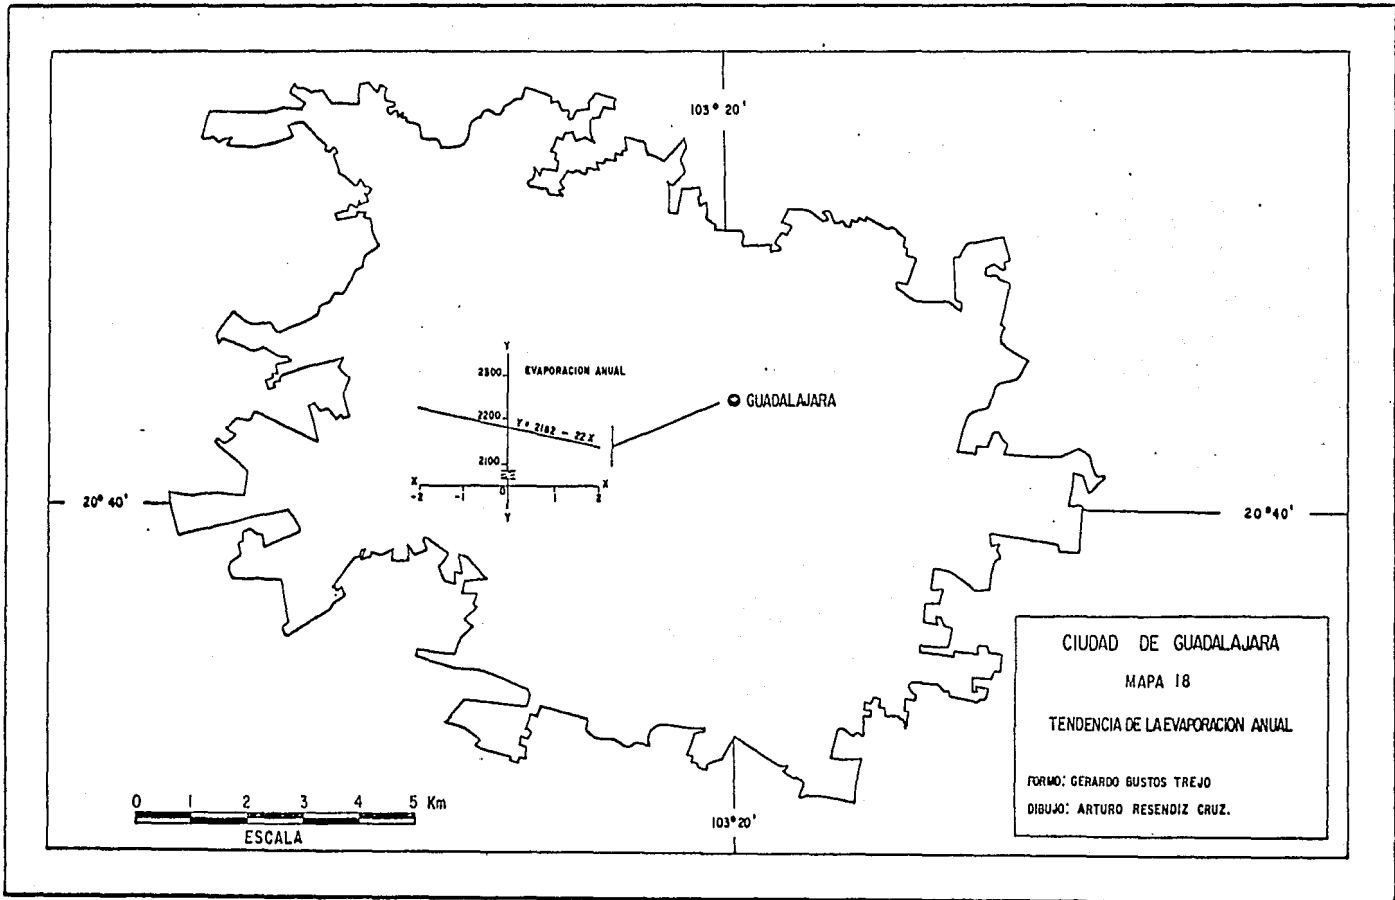 103° 20'
Y
2300
EVAPORACION ANUAL
2200
Y= 2182 - 22X
2100
X
X
-2
-1
0
1
2
Y
GUADALAJARA
20° 40'
20° 40'
CIUDAD DE GUADALAJARA
MAPA 18
TENDENCIA DE LA EVAPORACION ANUAL
FORMO: GERARDO BUSTOS TREJO
DIBUJO: ARTURO RESENDIZ CRUZ.
0 1 2 3 4 5 Km
ESCALA
103° 20'